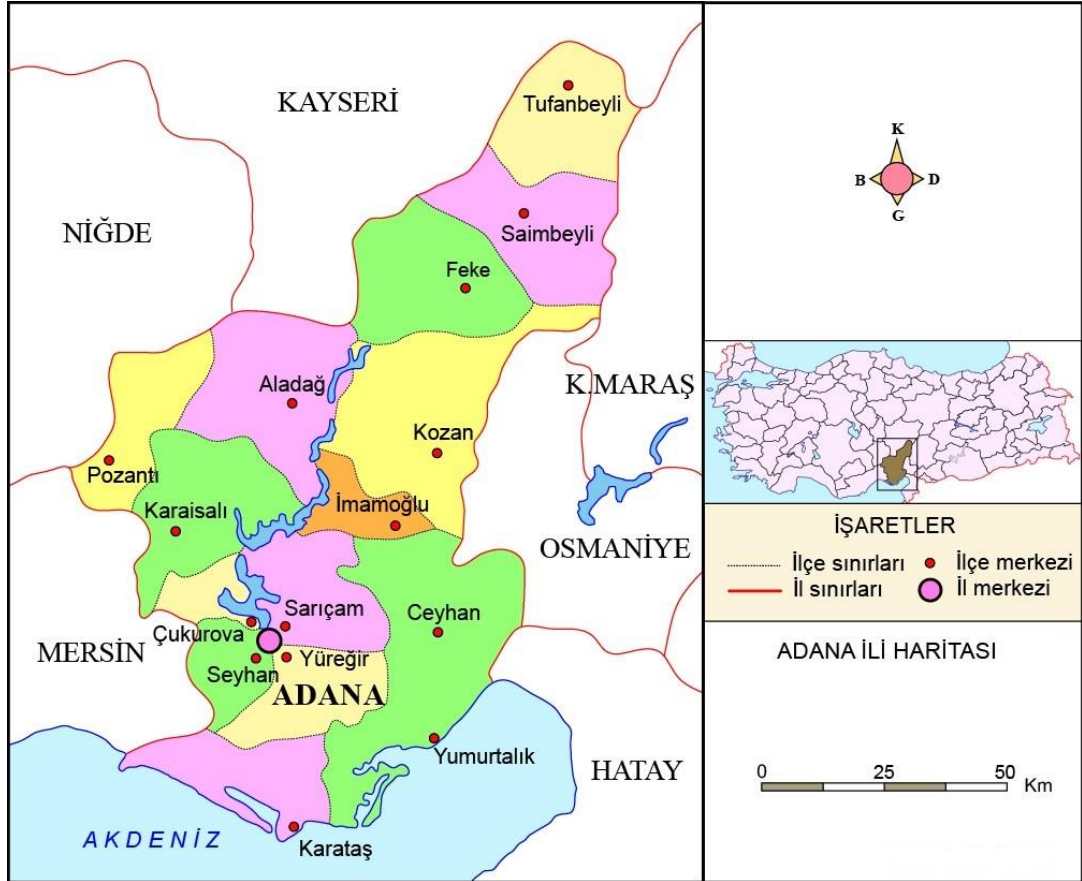 KAYSERİ
Tufanbeyli
NİĞDE
Saimbeyli
Feke
Aladağ
K.MARAŞ
Kozan
Pozantı
Karaisalı
İmamoğlu
OSMANİYE
Sarıçam
Ceyhan
Çukurova
MERSİN
Yüreğir
Seyhan
ADANA
Yumurtalık
HATAY
AKDENİZ
Karataş
K
B
D
G
İŞARETLER
İlçe sınırları
İlçe merkezi
İl sınırları
İl merkezi
ADANA İLİ HARİTASI
0 25 50 Km